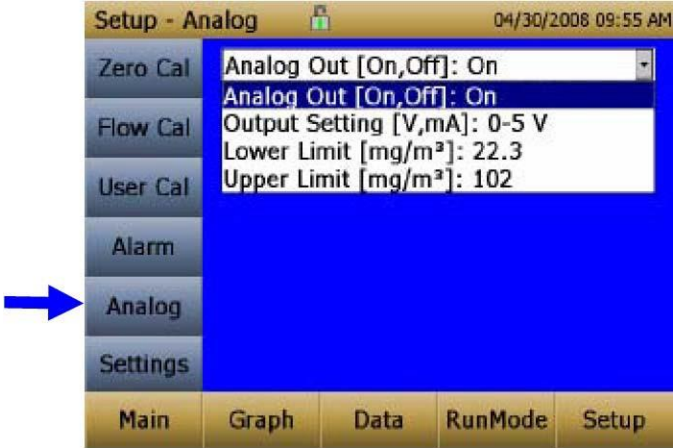 Setup - Analog 04/30/2008 09:55 AM
Zero Cal
Flow Cal
User Cal
Alarm
Analog
Settings
Analog Out [On,Off]: On
Analog Out [On,Off]: On
Output Setting [V,mA]: 0-5 V
Lower Limit [mg/m³]: 22.3
Upper Limit [mg/m³]: 102
Main Graph Data RunMode Setup